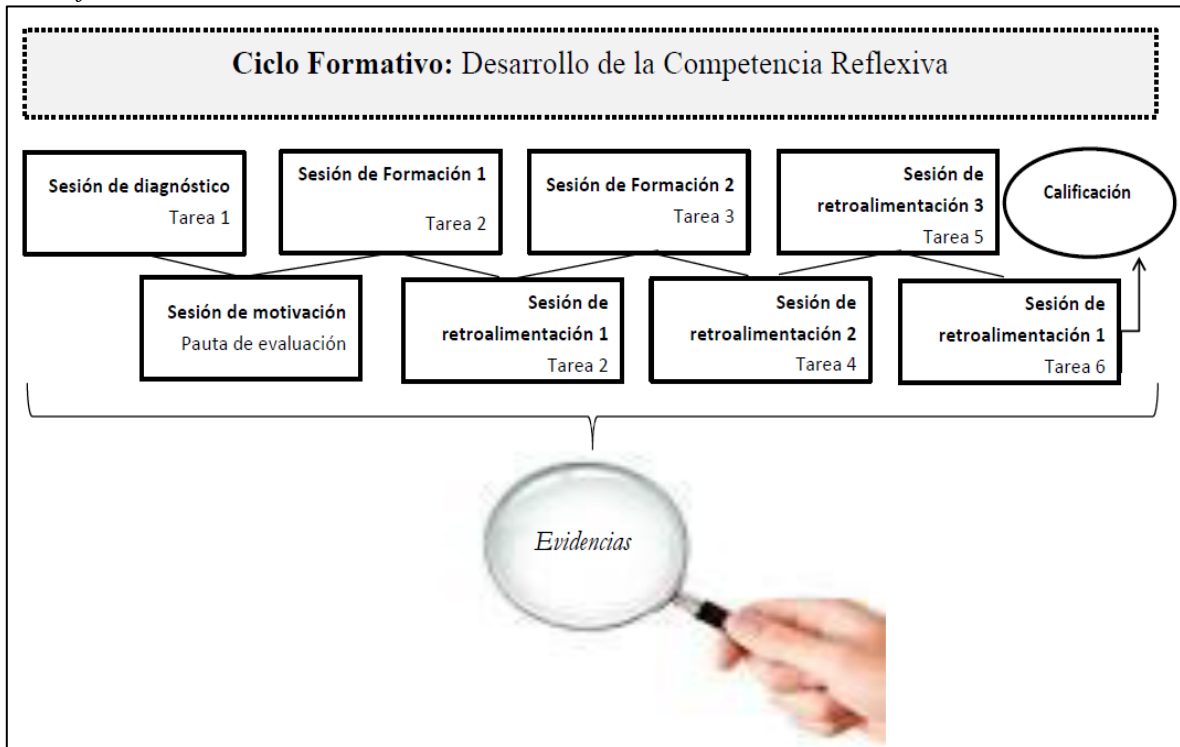 Ciclo Formativo: Desarrollo de la Competencia Reflexiva
Sesión de diagnóstico
Tarea 1
Sesión de Formación 1
Tarea 2
Sesión de Formación 2
Tarea 3
Sesión de
retroalimentación 3
Tarea 5
Calificación
Sesión de motivación
Pauta de evaluación
Sesión de
retroalimentación 1
Tarea 2
Sesión de
retroalimentación 2
Tarea 4
Sesión de
retroalimentación 1
Tarea 6
Evidencias